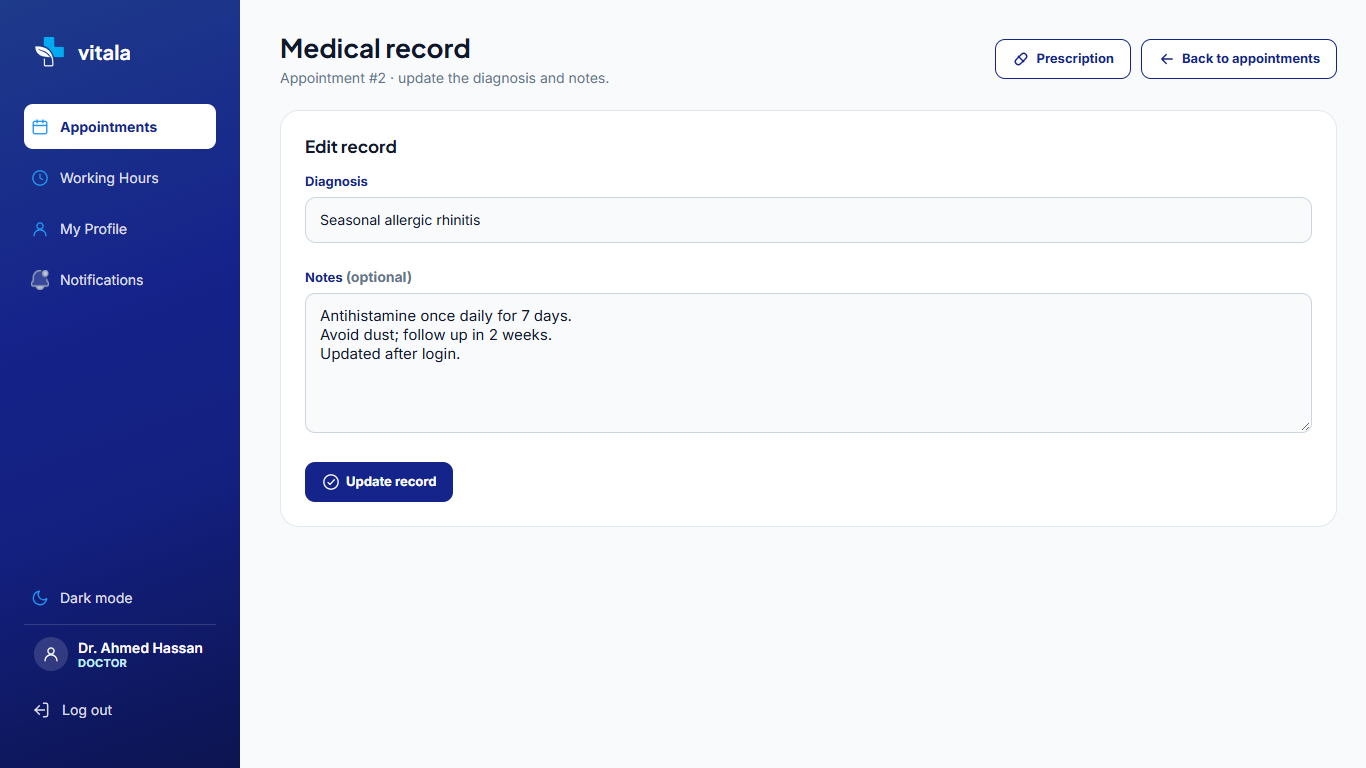 vitala
Appointments
Working Hours
My Profile
Notifications
Dark mode
Dr. Ahmed Hassan
DOCTOR
Log out
Medical record
Appointment #2 · update the diagnosis and notes.
Prescription
Back to appointments
Edit record
Diagnosis
Seasonal allergic rhinitis
Notes (optional)
Antihistamine once daily for 7 days.
Avoid dust; follow up in 2 weeks.
Updated after login.
Update record